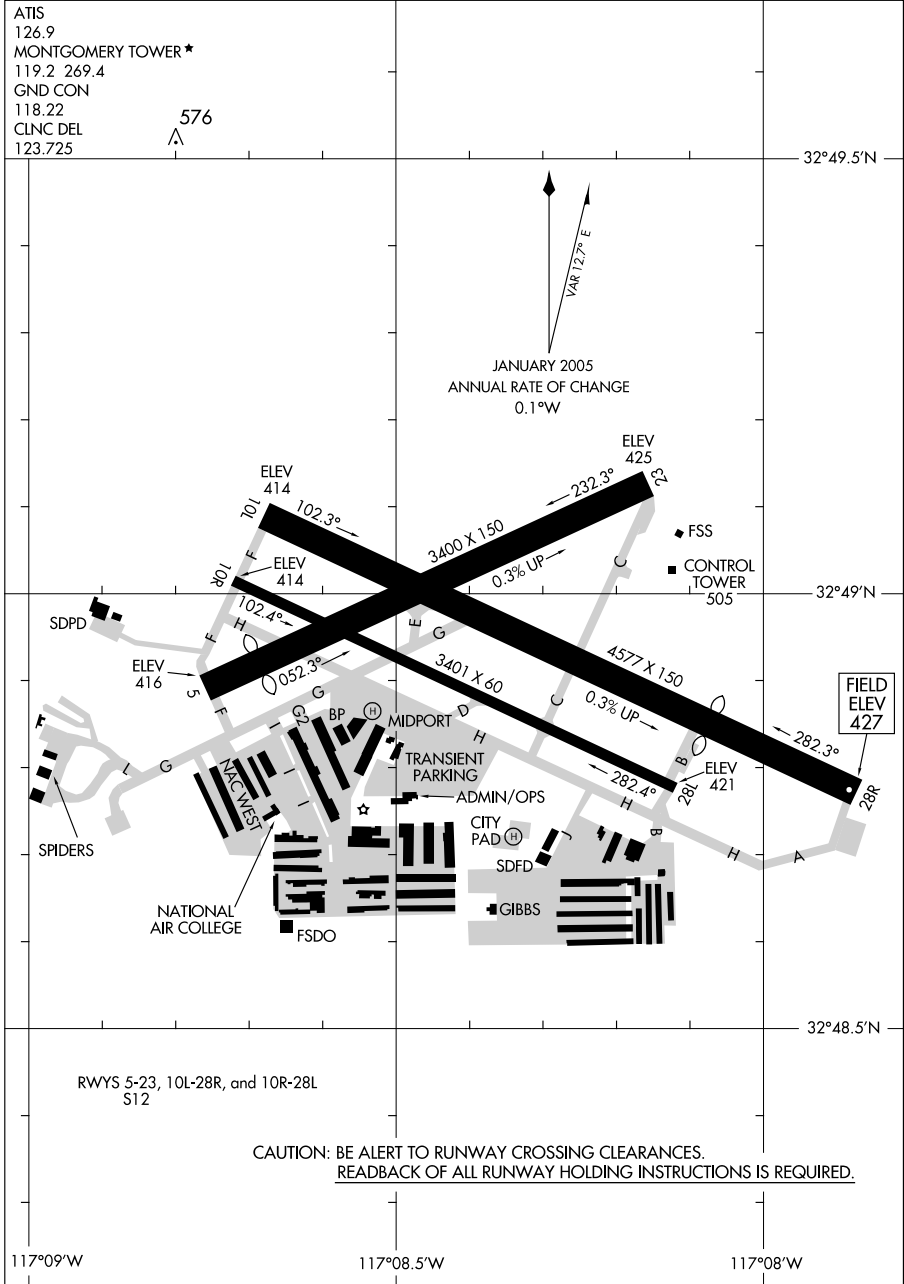 ATIS
126.9
MONTGOMERY TOWER★
119.2 269.4
GND CON
118.22
CLNC DEL
123.725
576
32°49.5'N
VAR 12.7° E
JANUARY 2005
ANNUAL RATE OF CHANGE
0.1°W
ELEV
425
23
232.3°
ELEV
414
10L
102.3°
3400 X 150
0.3% UP
FSS
CONTROL
TOWER
505
C
F
ELEV
414
10R
32°49'N
SDPD
102.4°
H
F
E
G
052.3°
ELEV
416
5
F
3401 X 60
4577 X 150
0.3% UP
FIELD
ELEV
427
G
G2
BP
H
MIDPORT
D
C
H
282.3°
B
ELEV
421
28L
282.4°
28R
TRANSIENT
PARKING
L
G
I
I
I
NAC WEST
ADMIN/OPS
CITY
PAD
H
H
J
B
H
A
SPIDERS
SDFD
NATIONAL
AIR COLLEGE
GIBBS
FSDO
32°48.5'N
RWYS 5-23, 10L-28R, and 10R-28L
S12
CAUTION: BE ALERT TO RUNWAY CROSSING CLEARANCES.
READBACK OF ALL RUNWAY HOLDING INSTRUCTIONS IS REQUIRED.
117°09'W
117°08.5'W
117°08'W